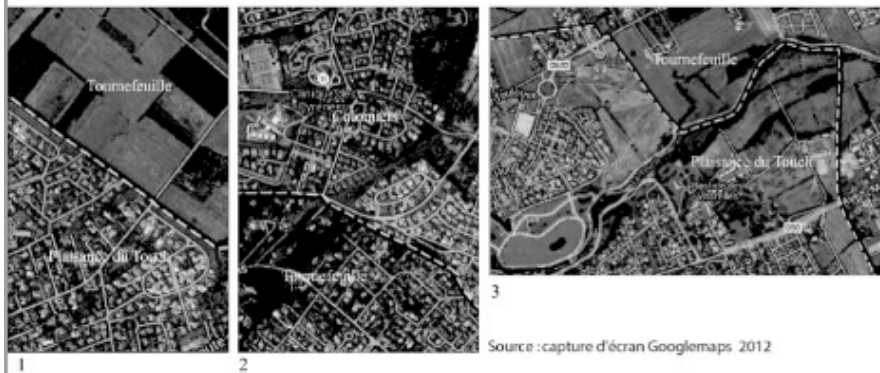 Tournefeuille
Plaisance du Touch
1
Colomiers
Tournefeuille
2
Tournefeuille
Plaisance du Touch
3
Source : capture d'écran Googlemaps 2012